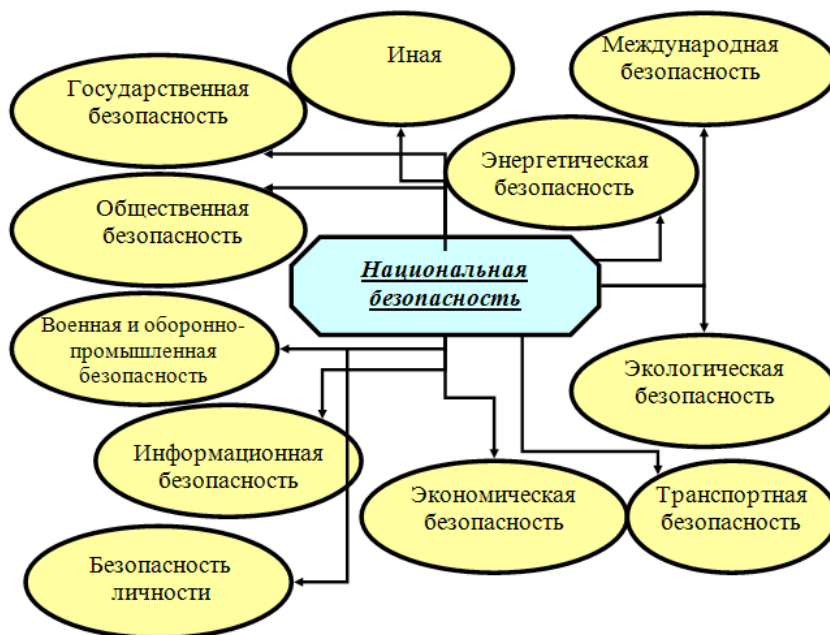 Иная
Международная
безопасность
Государственная
безопасность
Энергетическая
безопасность
Общественная
безопасность
Национальная
безопасность
Военная и оборонно-
промышленная
безопасность
Экологическая
безопасность
Информационная
безопасность
Экономическая
безопасность
Транспортная
безопасность
Безопасность
личности